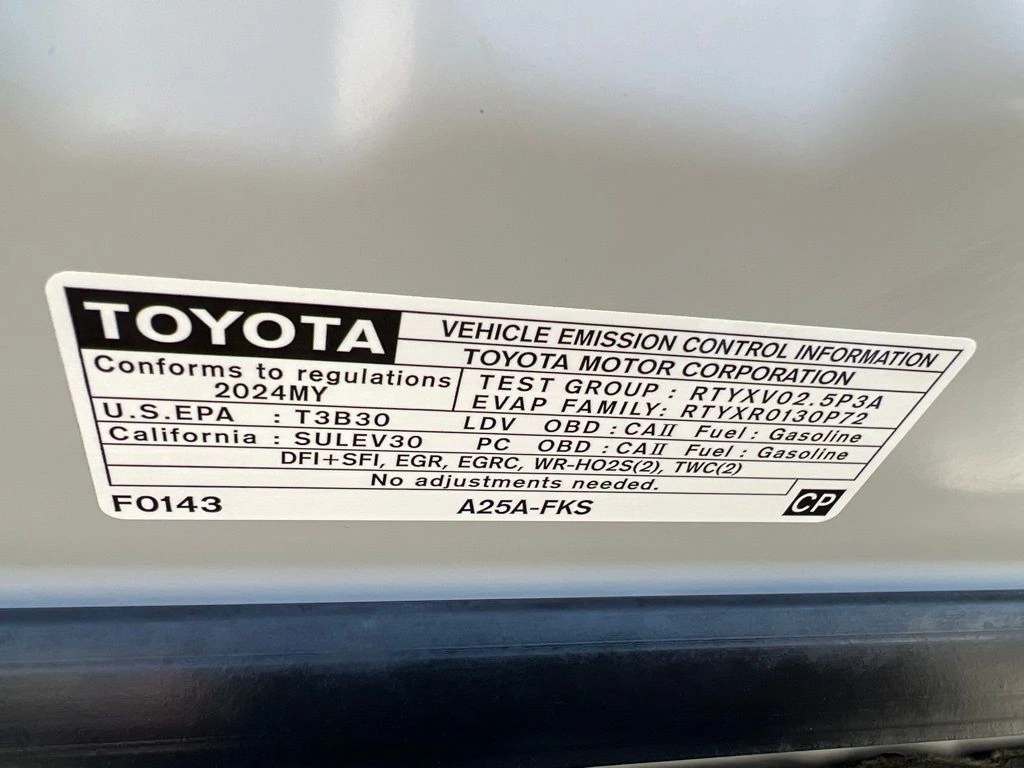 TOYOTA
VEHICLE EMISSION CONTROL INFORMATION
TOYOTA MOTOR CORPORATION
Conforms to regulations
2024MY
TEST GROUP : RTYXV02.5P3A
EVAP FAMILY: RTYXR0130P72
U.S.EPA : T3B30 LDV OBD : CAII Fuel : Gasoline
California : SULEV30 PC OBD : CAII Fuel : Gasoline
DFI+SFI, EGR, EGRC, WR-HO2S(2), TWC(2)
No adjustments needed.
F0143 A25A-FKS CP